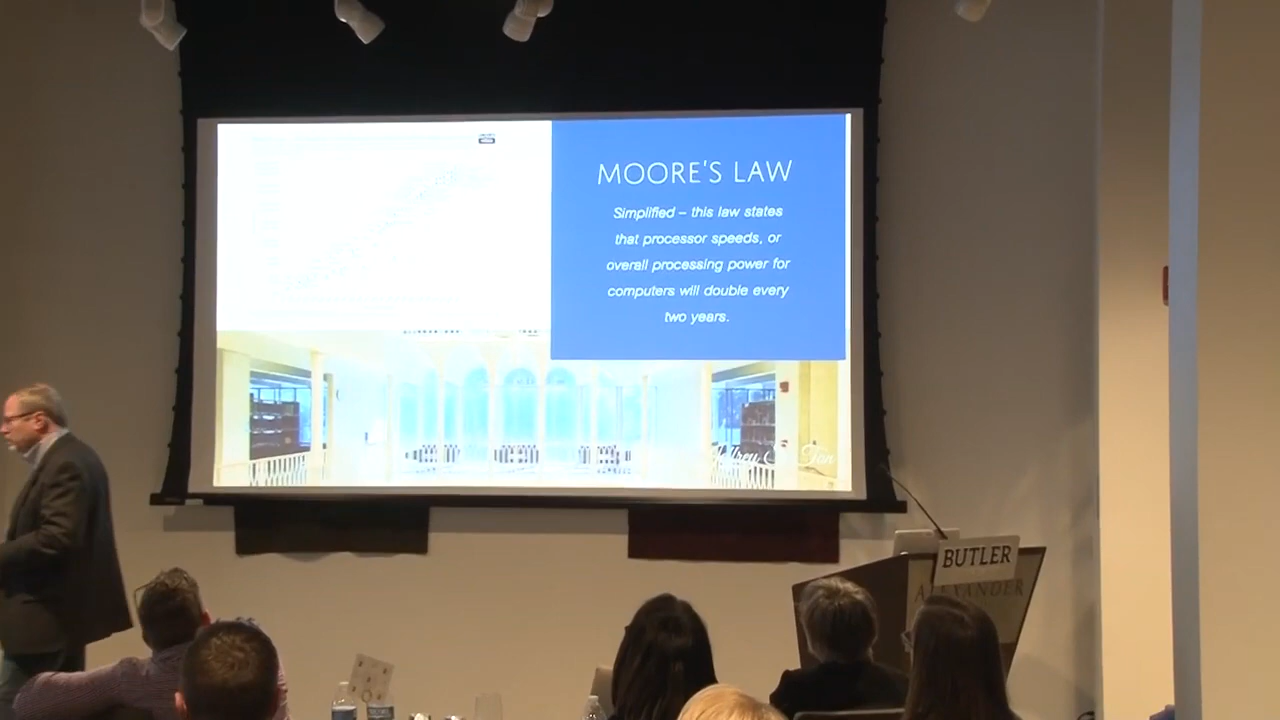 MOORE'S LAW
Simplified – this law states
that processor speeds, or
overall processing power for
computers will double every
two years.
BUTLER
ALEXANDER